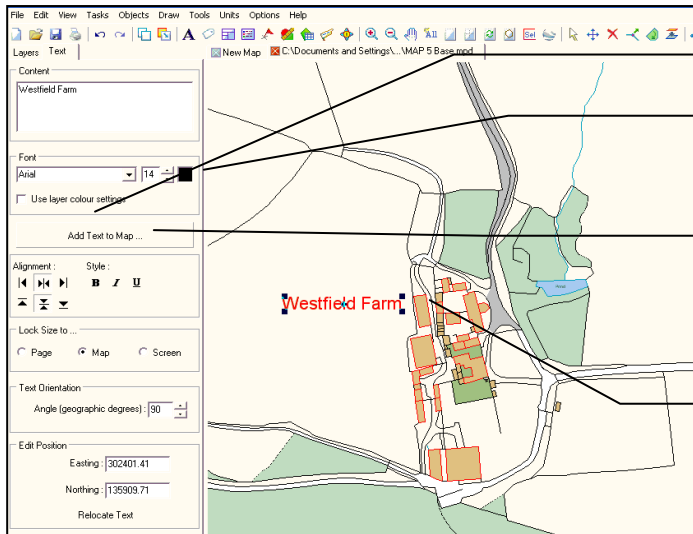 File Edit View Tasks Objects Draw Tools Units Options Help
A All Sel
Layers Text New Map C:\Documents and Settings\...\MAP 5 Base.mpd
Content
Westfield Farm
Font
Arial 14
Use layer colour settings
Add Text to Map ...
Alignment : Style :
B I U
Lock Size to ...
Page Map Screen
Text Orientation
Angle (geographic degrees) : 90
Edit Position
Easting : 302401.41
Northing : 135909.71
Relocate Text
Westfield Farm